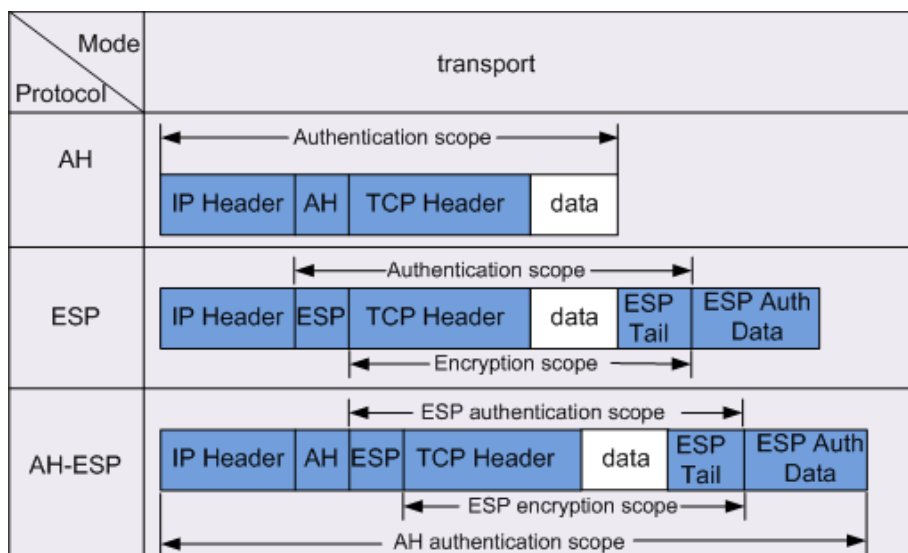 Mode
Protocol
transport
AH
Authentication scope
IP Header AH TCP Header data
ESP
Authentication scope
IP Header ESP TCP Header data ESP Tail ESP Auth Data
Encryption scope
AH-ESP
ESP authentication scope
IP Header AH ESP TCP Header data ESP Tail ESP Auth Data
ESP encryption scope
AH authentication scope